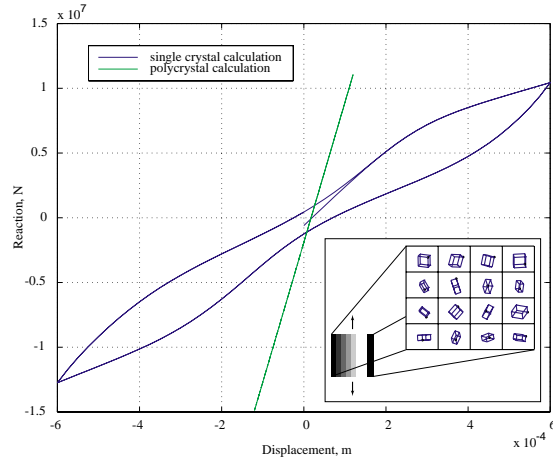 x 10^7
1.5
single crystal calculation
polycrystal calculation
1
0.5
0
-0.5
-1
-1.5
Reaction, N
-6 -4 -2 0 2 4 6
x 10^-4
Displacement, m